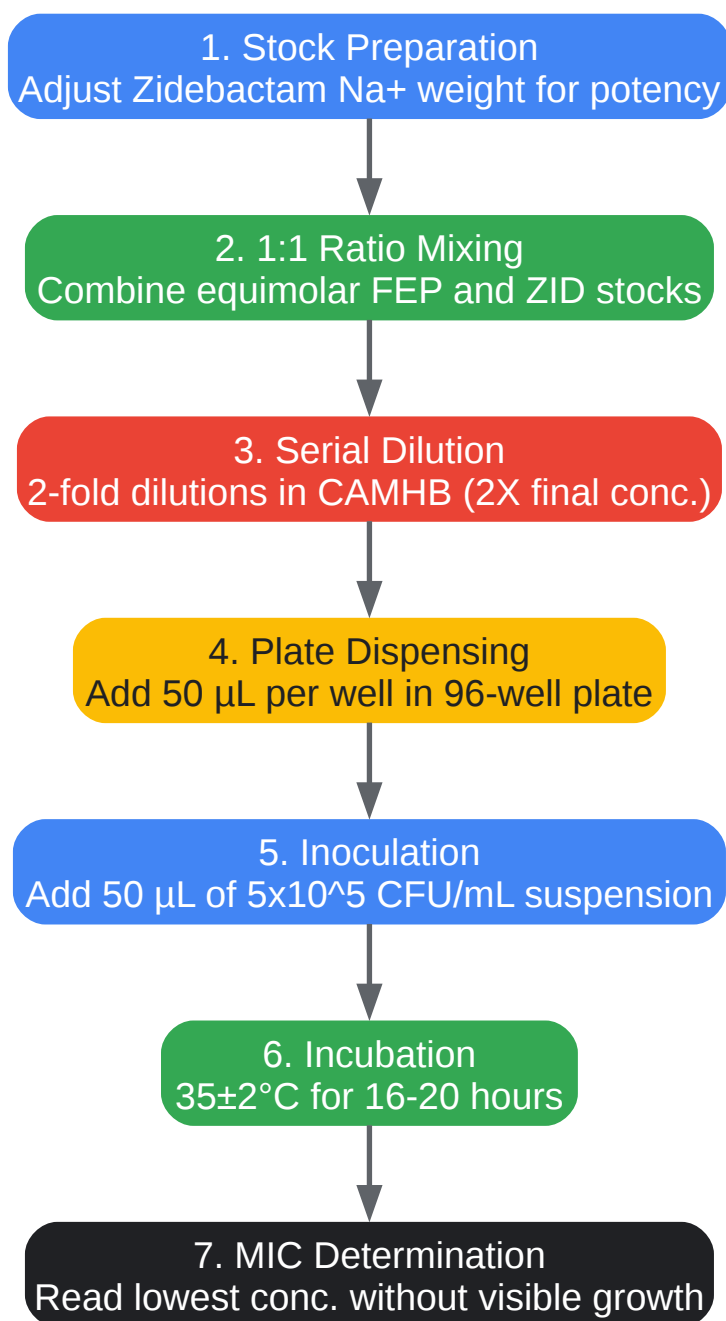 1. Stock Preparation
Adjust Zidebactam Na+ weight for potency
2. 1:1 Ratio Mixing
Combine equimolar FEP and ZID stocks
3. Serial Dilution
2-fold dilutions in CAMHB (2X final conc.)
4. Plate Dispensing
Add 50 µL per well in 96-well plate
5. Inoculation
Add 50 µL of 5x10^5 CFU/mL suspension
6. Incubation
35±2°C for 16-20 hours
7. MIC Determination
Read lowest conc. without visible growth